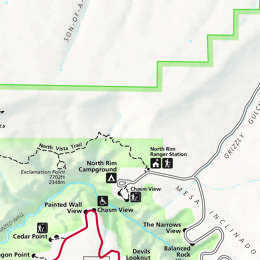 SON-OF-A-
GRIZZLY GULCH
North Vista Trail
North Rim
Ranger Station
Exclamation Point
7702ft
2348m
North Rim
Campground
Chasm View
MESA INCLINADO
Painted Wall
View
Chasm View
PAINTED WALL
The Narrows
View
Cedar Point
Balanced
Rock
Devils
Lookout
gon Point